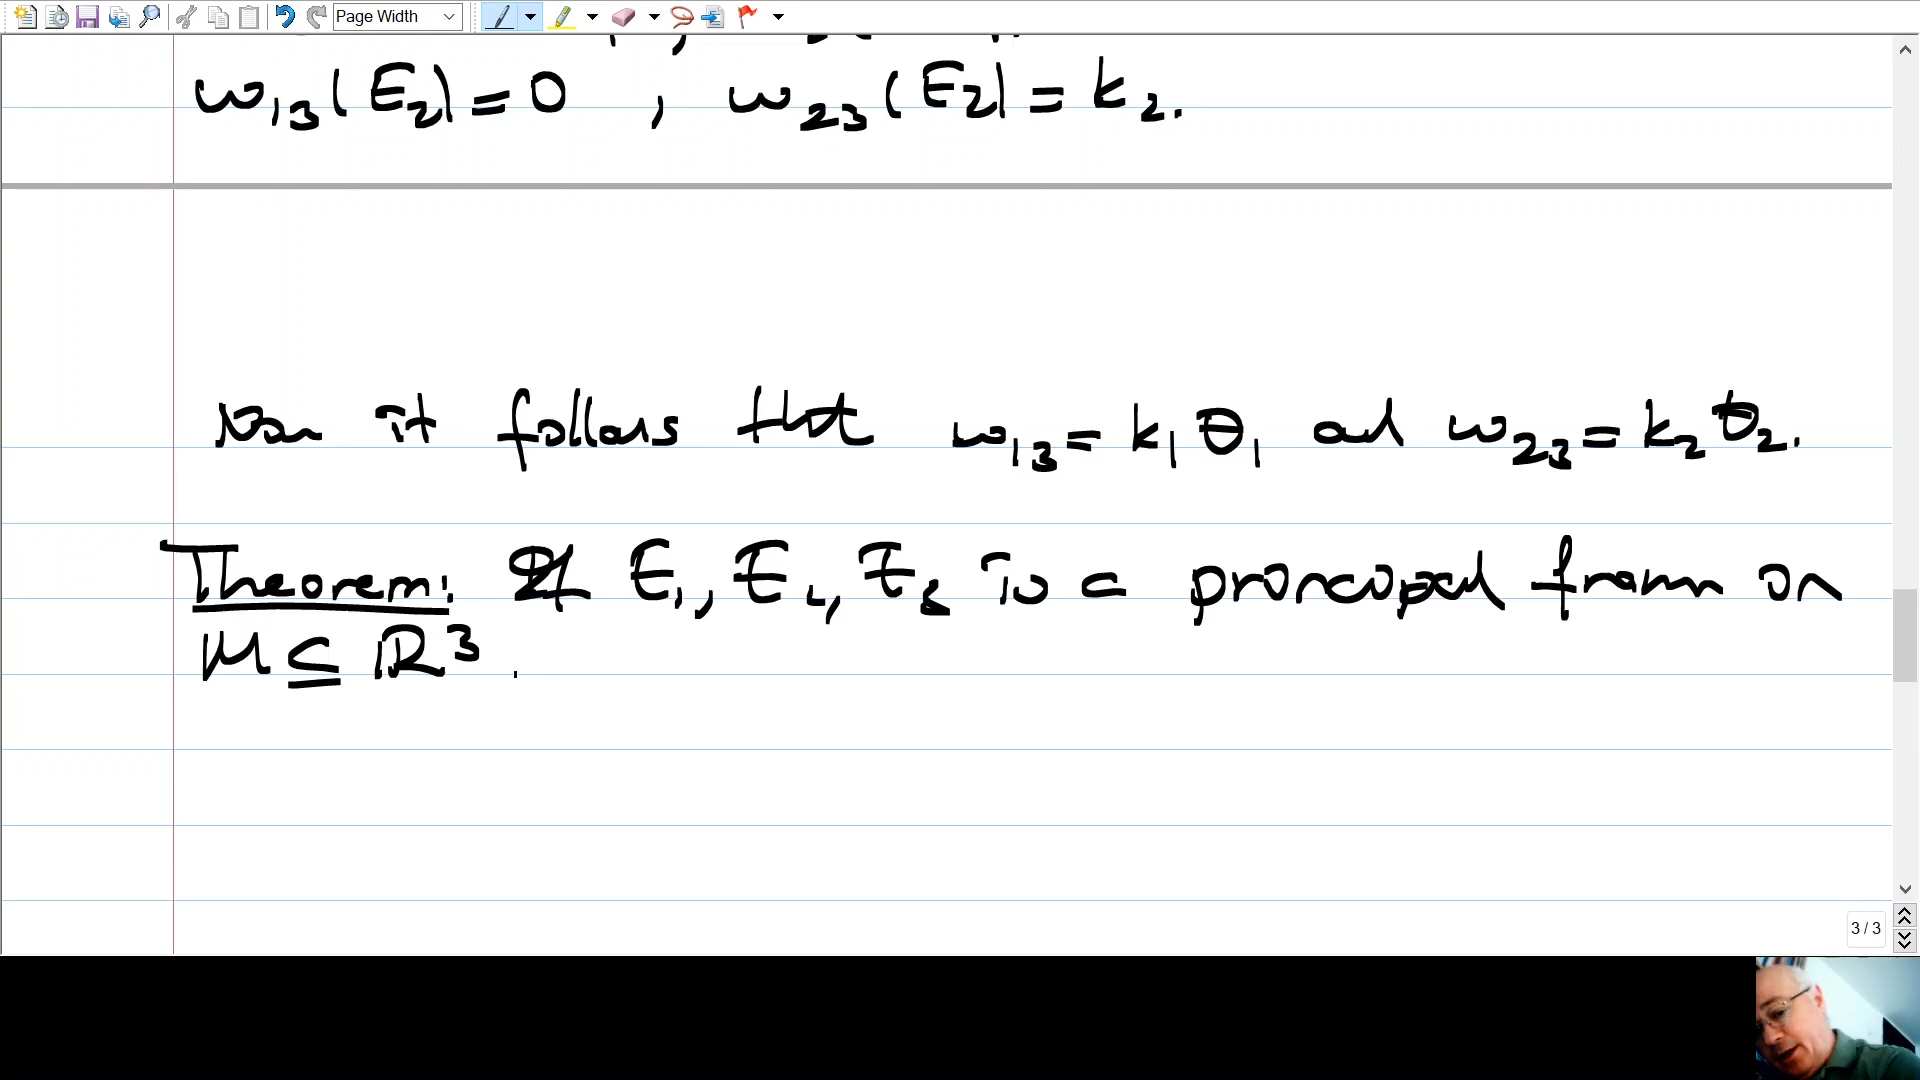 Page Width
ω₁₃(E₂) = 0 , ω₂₃(E₂) = k₂.
Now it follows that ω₁₃ = k₁θ₁ and ω₂₃ = k₂θ₂.
Theorem: If E₁, E₂, E₃ is a principal frame on
M ⊆ ℝ³ .
3 / 3